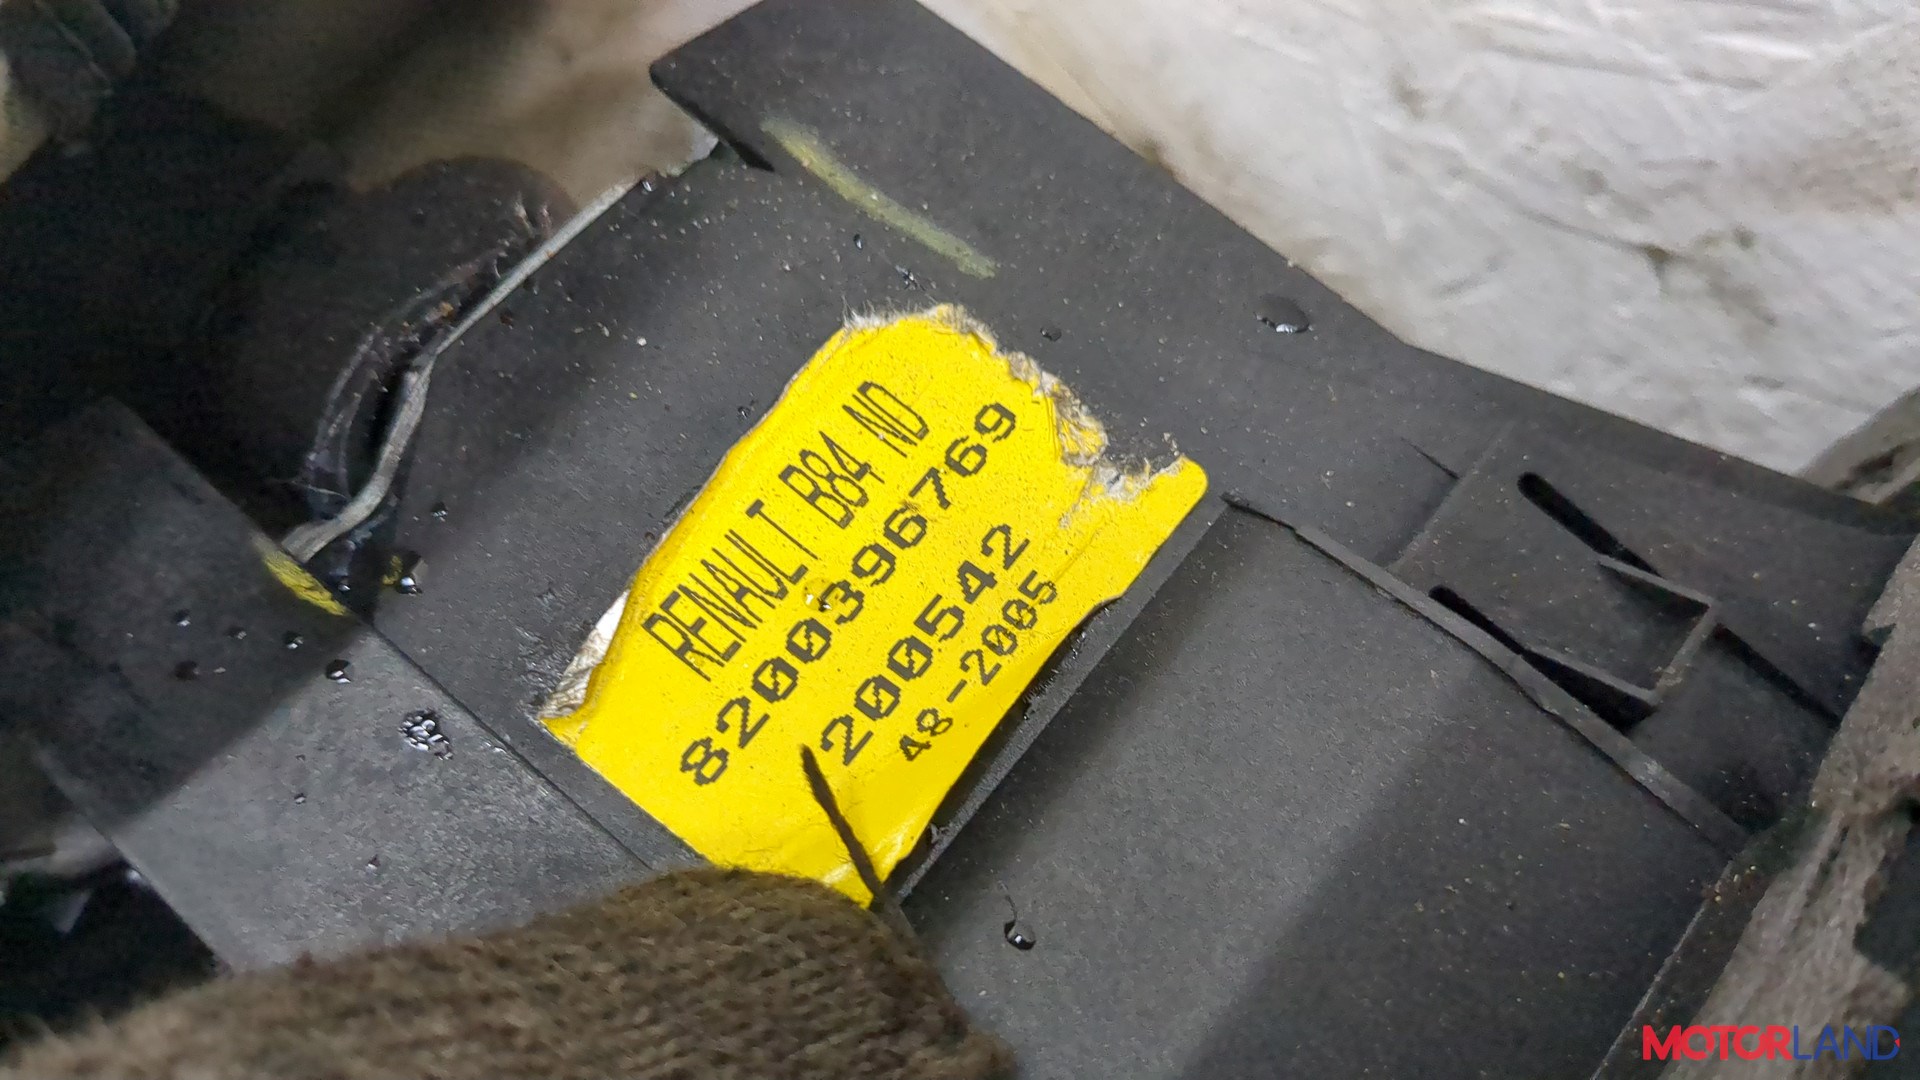 RENAULT B84 ND
8200396769
200542
48-2005
MOTORLAND